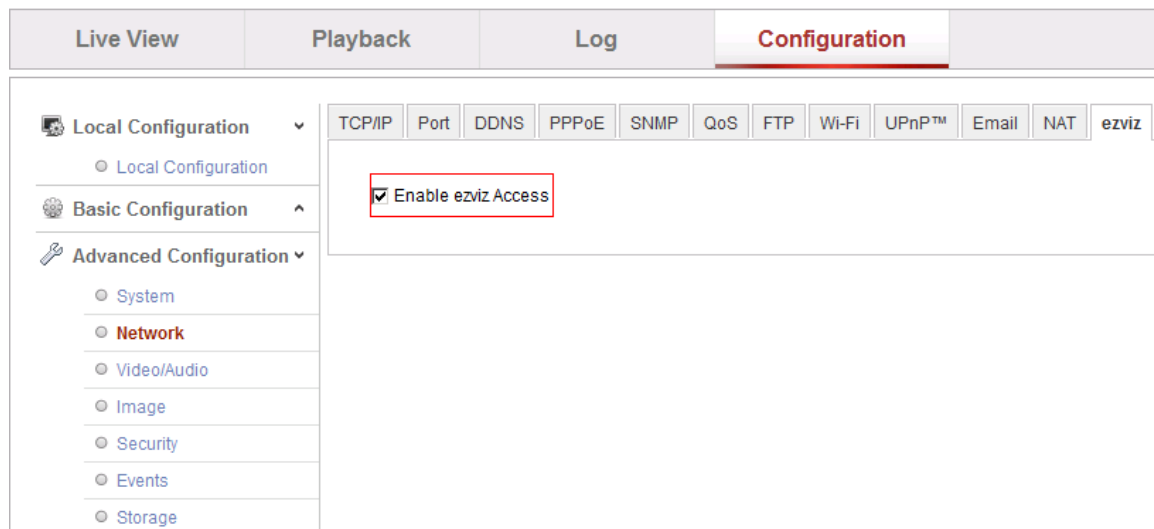 Live View Playback Log Configuration
TCP/IP Port DDNS PPPoE SNMP QoS FTP Wi-Fi UPnP™ Email NAT ezviz
Local Configuration
Local Configuration
Basic Configuration
Advanced Configuration
System
Network
Video/Audio
Image
Security
Events
Storage
Enable ezviz Access